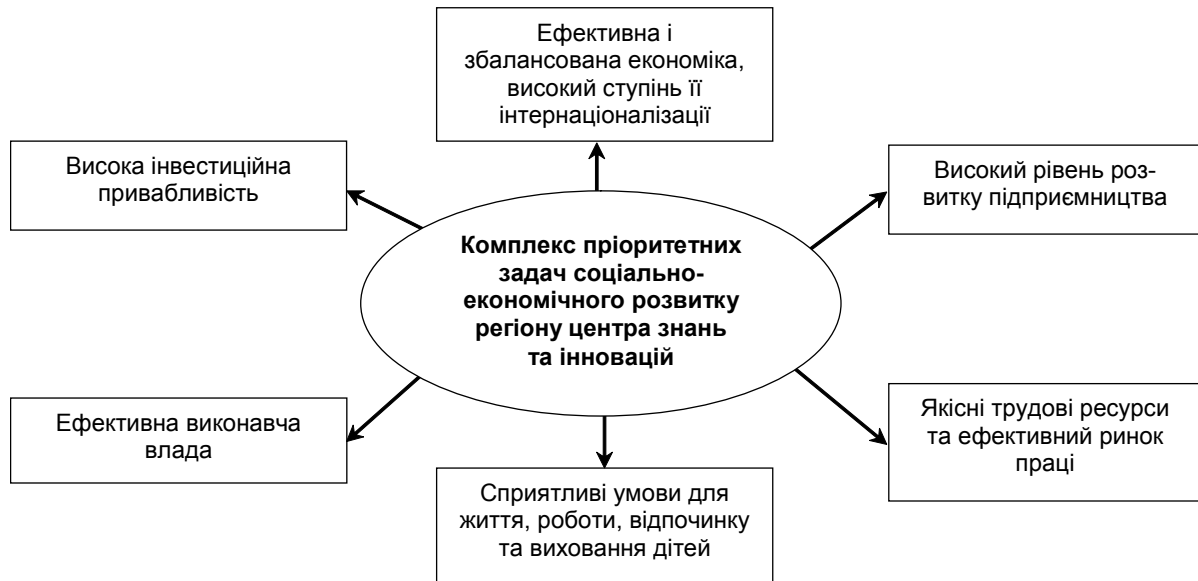 Ефективна і
збалансована економіка,
високий ступінь її
інтернаціоналізації
Висока інвестиційна
привабливість
Високий рівень роз-
витку підприємництва
Комплекс пріоритетних
задач соціально-
економічного розвитку
регіону центра знань
та інновацій
Ефективна виконавча
влада
Якісні трудові ресурси
та ефективний ринок
праці
Сприятливі умови для
життя, роботи, відпочинку
та виховання дітей